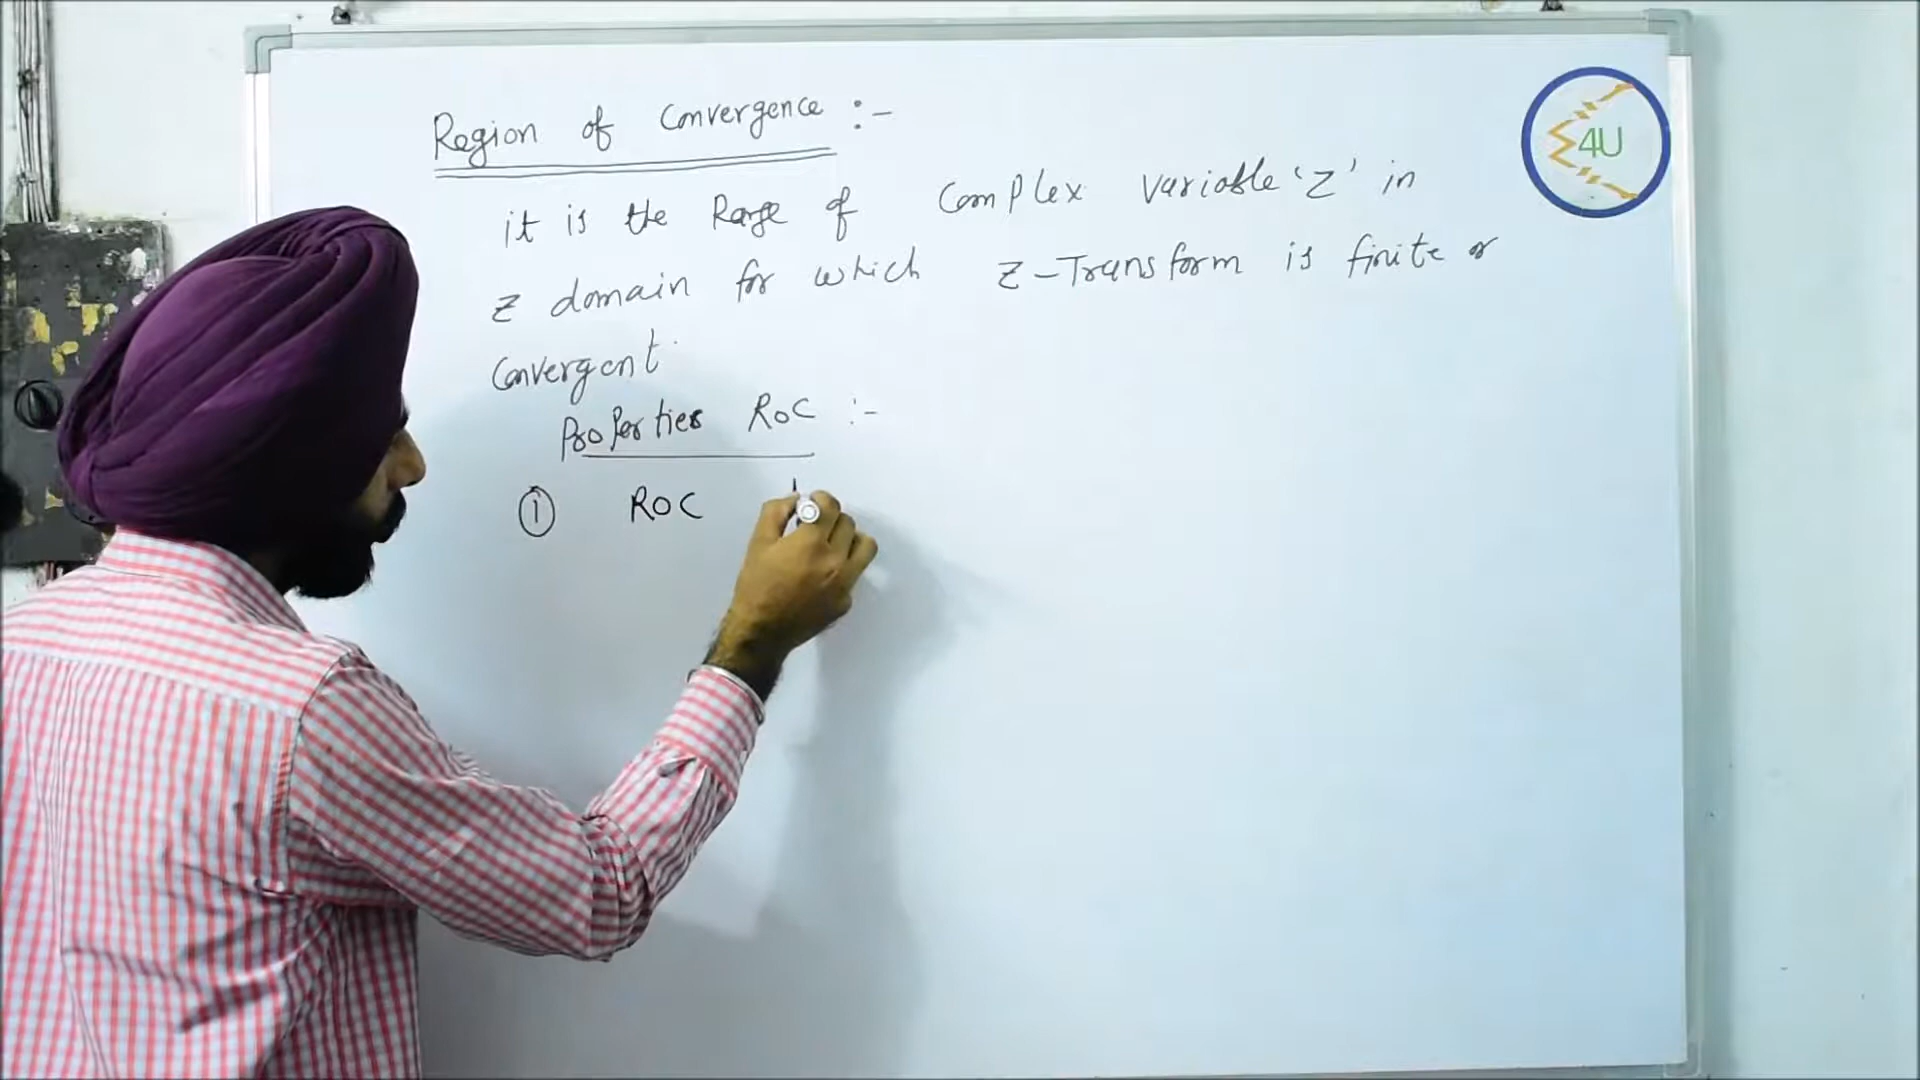 Region of Convergence :-
it is the Range of Complex variable 'z' in
z domain for which z-Transform is finite or
Convergent
Properties ROC :-
① ROC
4U